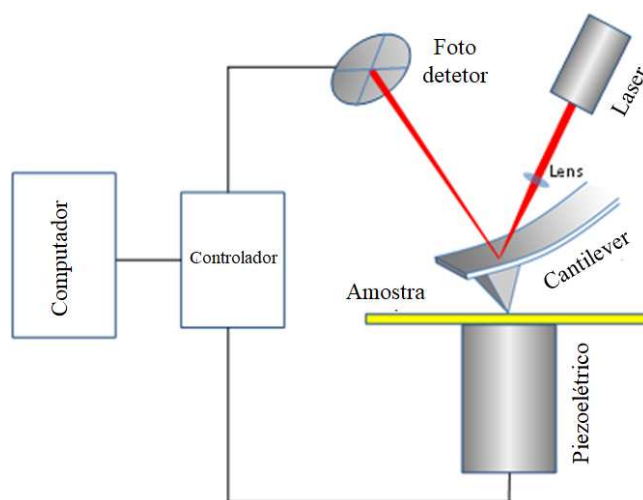 Foto
detetor
Laser
Lens
Cantilever
Computador
Controlador
Amostra
Piezoelétrico